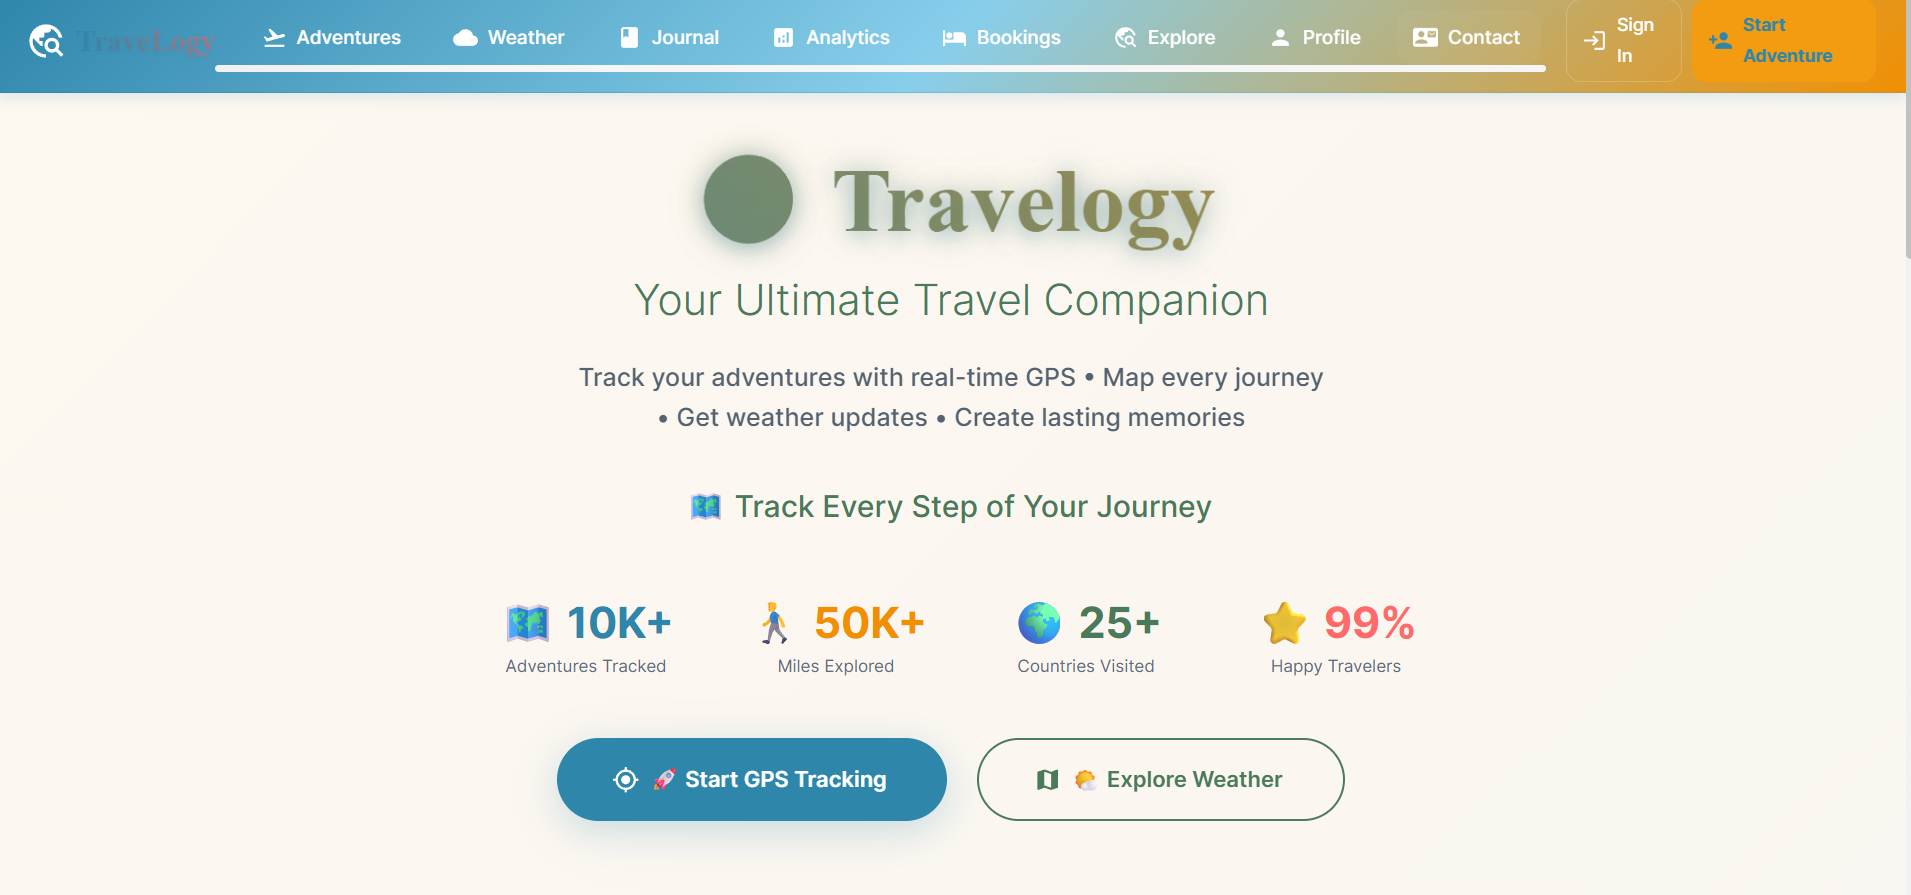 TraveLogy
Adventures
Weather
Journal
Analytics
Bookings
Explore
Profile
Contact
Sign
In
Start
Adventure
Travelogy
Your Ultimate Travel Companion
Track your adventures with real-time GPS • Map every journey
• Get weather updates • Create lasting memories
Track Every Step of Your Journey
10K+
Adventures Tracked
50K+
Miles Explored
25+
Countries Visited
99%
Happy Travelers
Start GPS Tracking
Explore Weather